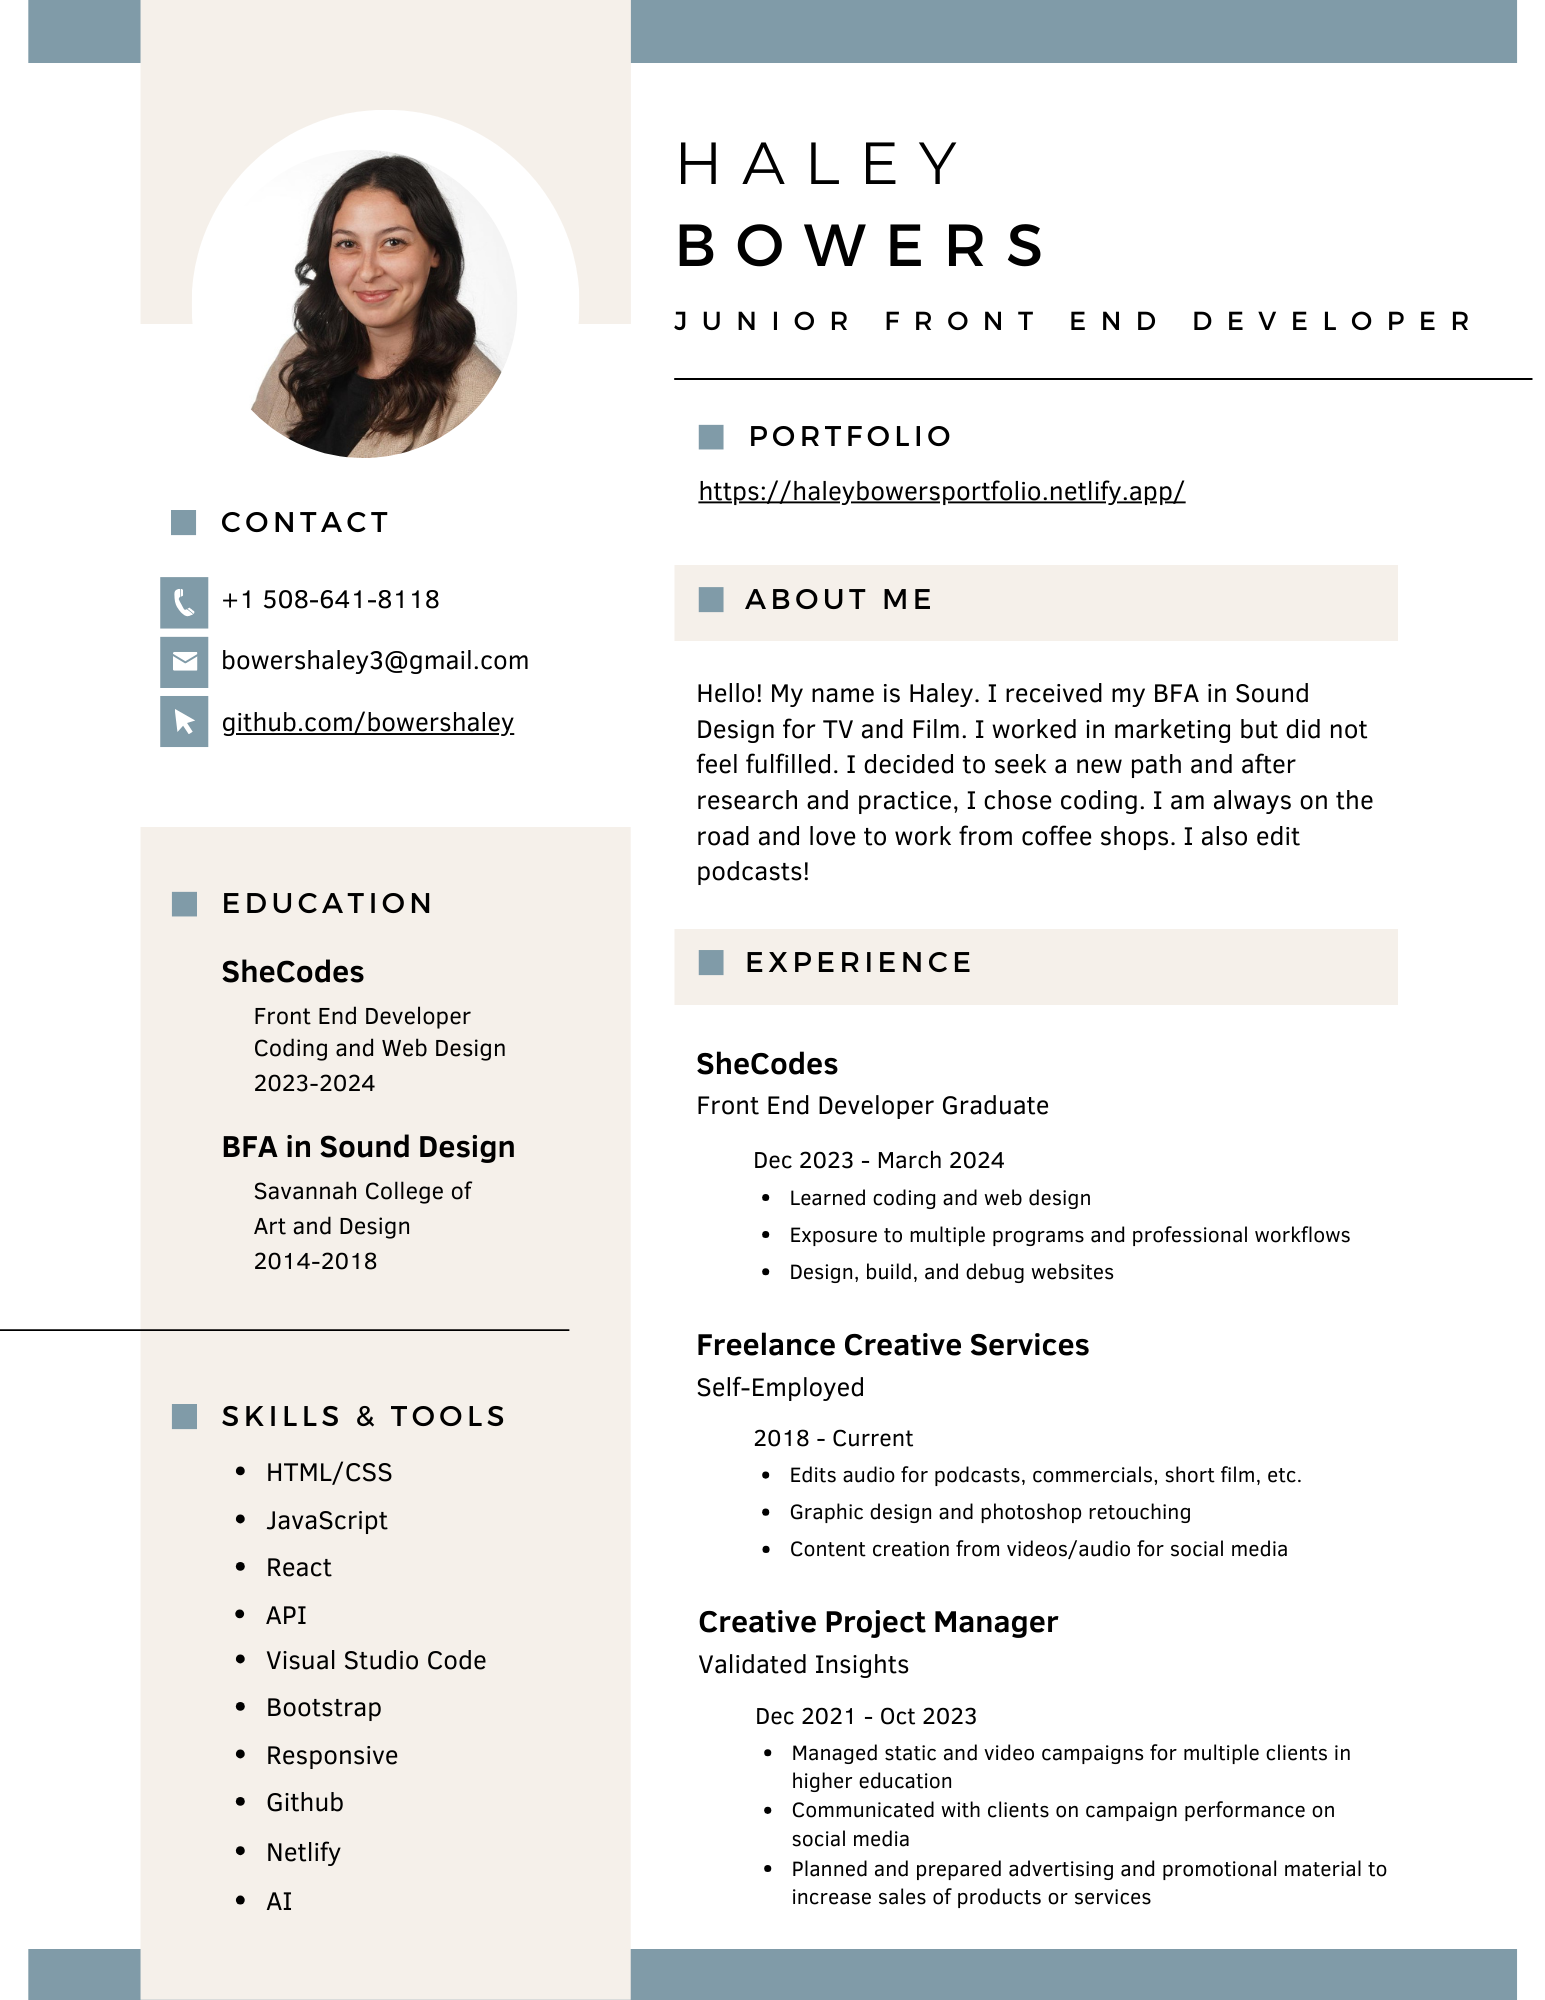 HALEY
BOWERS
JUNIOR FRONT END DEVELOPER
CONTACT
+1 508-641-8118
bowershaley3@gmail.com
github.com/bowershaley
EDUCATION
SheCodes
Front End Developer
Coding and Web Design
2023-2024
BFA in Sound Design
Savannah College of
Art and Design
2014-2018
SKILLS & TOOLS
• HTML/CSS
• JavaScript
• React
• API
• Visual Studio Code
• Bootstrap
• Responsive
• Github
• Netlify
• AI
PORTFOLIO
https://haleybowersportfolio.netlify.app/
ABOUT ME
Hello! My name is Haley. I received my BFA in Sound
Design for TV and Film. I worked in marketing but did not
feel fulfilled. I decided to seek a new path and after
research and practice, I chose coding. I am always on the
road and love to work from coffee shops. I also edit
podcasts!
EXPERIENCE
SheCodes
Front End Developer Graduate
Dec 2023 - March 2024
• Learned coding and web design
• Exposure to multiple programs and professional workflows
• Design, build, and debug websites
Freelance Creative Services
Self-Employed
2018 - Current
• Edits audio for podcasts, commercials, short film, etc.
• Graphic design and photoshop retouching
• Content creation from videos/audio for social media
Creative Project Manager
Validated Insights
Dec 2021 - Oct 2023
• Managed static and video campaigns for multiple clients in
higher education
• Communicated with clients on campaign performance on
social media
• Planned and prepared advertising and promotional material to
increase sales of products or services